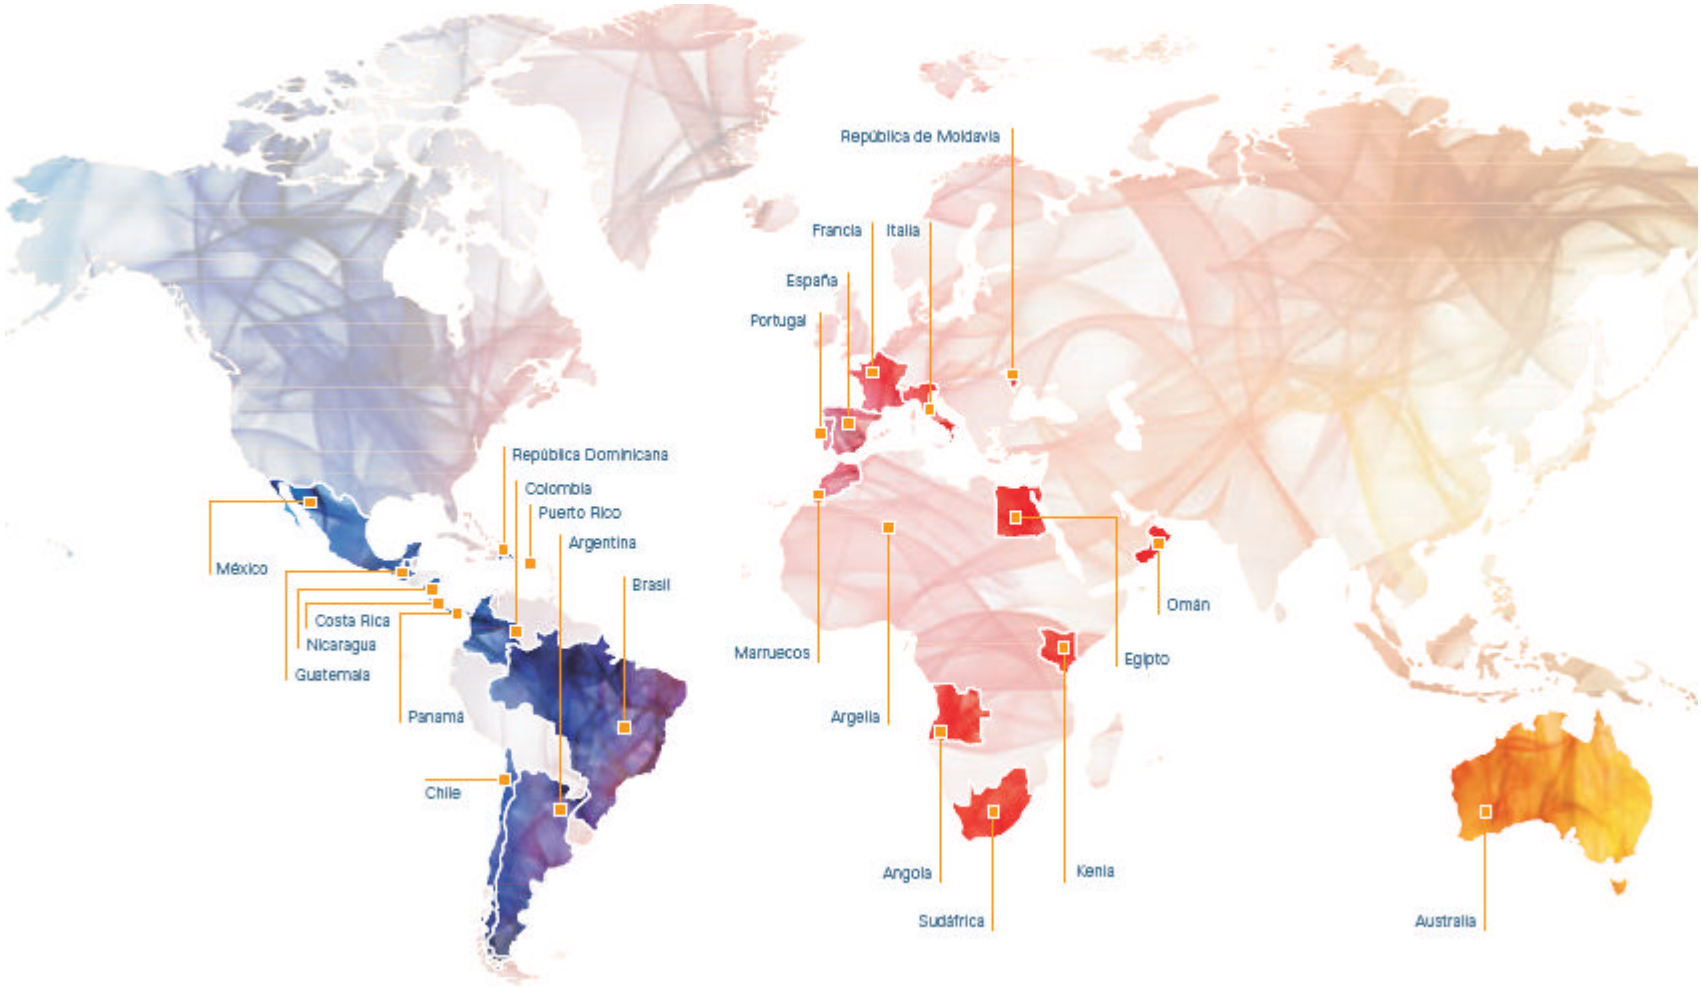 República de Moldavia
Francia
Italia
España
Portugal
República Dominicana
Colombia
Puerto Rico
Argentina
México
Brasil
Omán
Costa Rica
Nicaragua
Marruecos
Egipto
Guatemala
Panamá
Argelia
Chile
Angola
Kenia
Sudáfrica
Australia